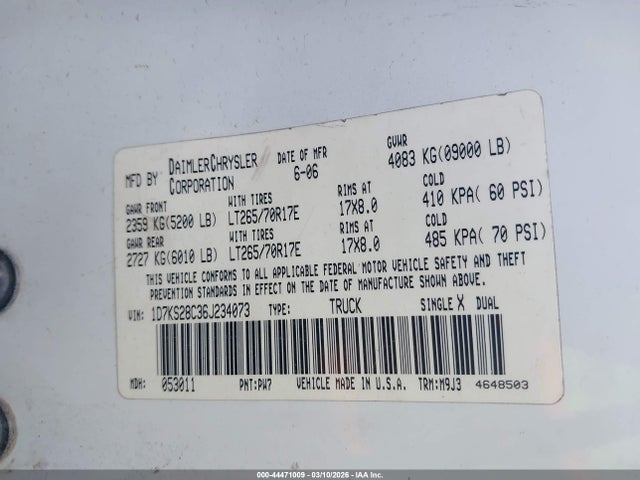 MFD BY DAIMLERCHRYSLER CORPORATION DATE OF MFR 6-06 GVWR 4083 KG(09000 LB)
GAWR FRONT WITH TIRES RIMS AT COLD
2359 KG(5200 LB) LT265/70R17E 17X8.0 410 KPA( 60 PSI)
GAWR REAR WITH TIRES RIMS AT COLD
2727 KG(6010 LB) LT265/70R17E 17X8.0 485 KPA( 70 PSI)
THIS VEHICLE CONFORMS TO ALL APPLICABLE FEDERAL MOTOR VEHICLE SAFETY AND THEFT
PREVENTION STANDARDS IN EFFECT ON THE DATE OF MANUFACTURE SHOWN ABOVE.
VIN: 1D7KS28C36J234073 TYPE: TRUCK SINGLE X DUAL
MDH: 053011 PNT:PW7 VEHICLE MADE IN U.S.A. TRM:M9J3 4648503
000-44471009 - 03/10/2026 - IAA Inc.